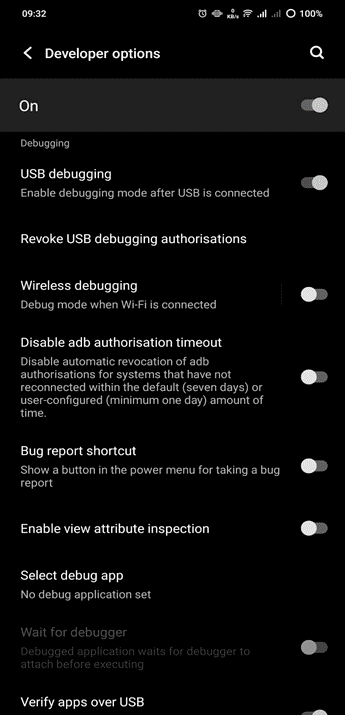 09:32
0
KB/s
100%
Developer options
On
Debugging
USB debugging
Enable debugging mode after USB is connected
Revoke USB debugging authorisations
Wireless debugging
Debug mode when Wi-Fi is connected
Disable adb authorisation timeout
Disable automatic revocation of adb
authorisations for systems that have not
reconnected within the default (seven days) or
user-configured (minimum one day) amount of
time.
Bug report shortcut
Show a button in the power menu for taking a bug
report
Enable view attribute inspection
Select debug app
No debug application set
Wait for debugger
Debugged application waits for debugger to
attach before executing
Verify apps over USB